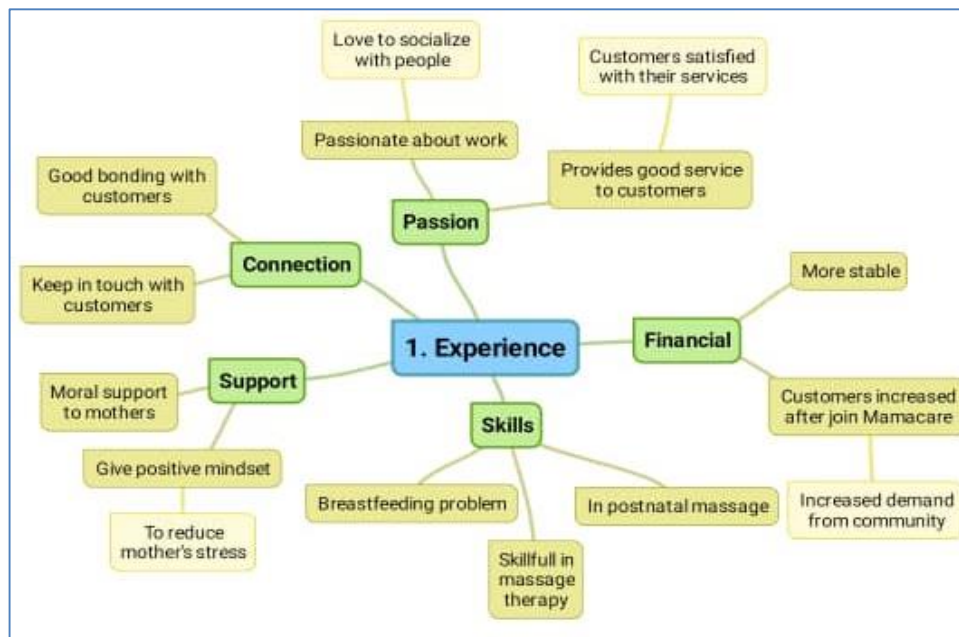 Love to socialize
with people
Customers satisfied
with their services
Passionate about work
Provides good service
to customers
Good bonding with
customers
Passion
Connection
Keep in touch with
customers
More stable
1. Experience
Financial
Support
Moral support
to mothers
Customers increased
after join Mamacare
Skills
Give positive mindset
Breastfeeding problem
In postnatal massage
Increased demand
from community
To reduce
mother's stress
Skillfull in
massage
therapy